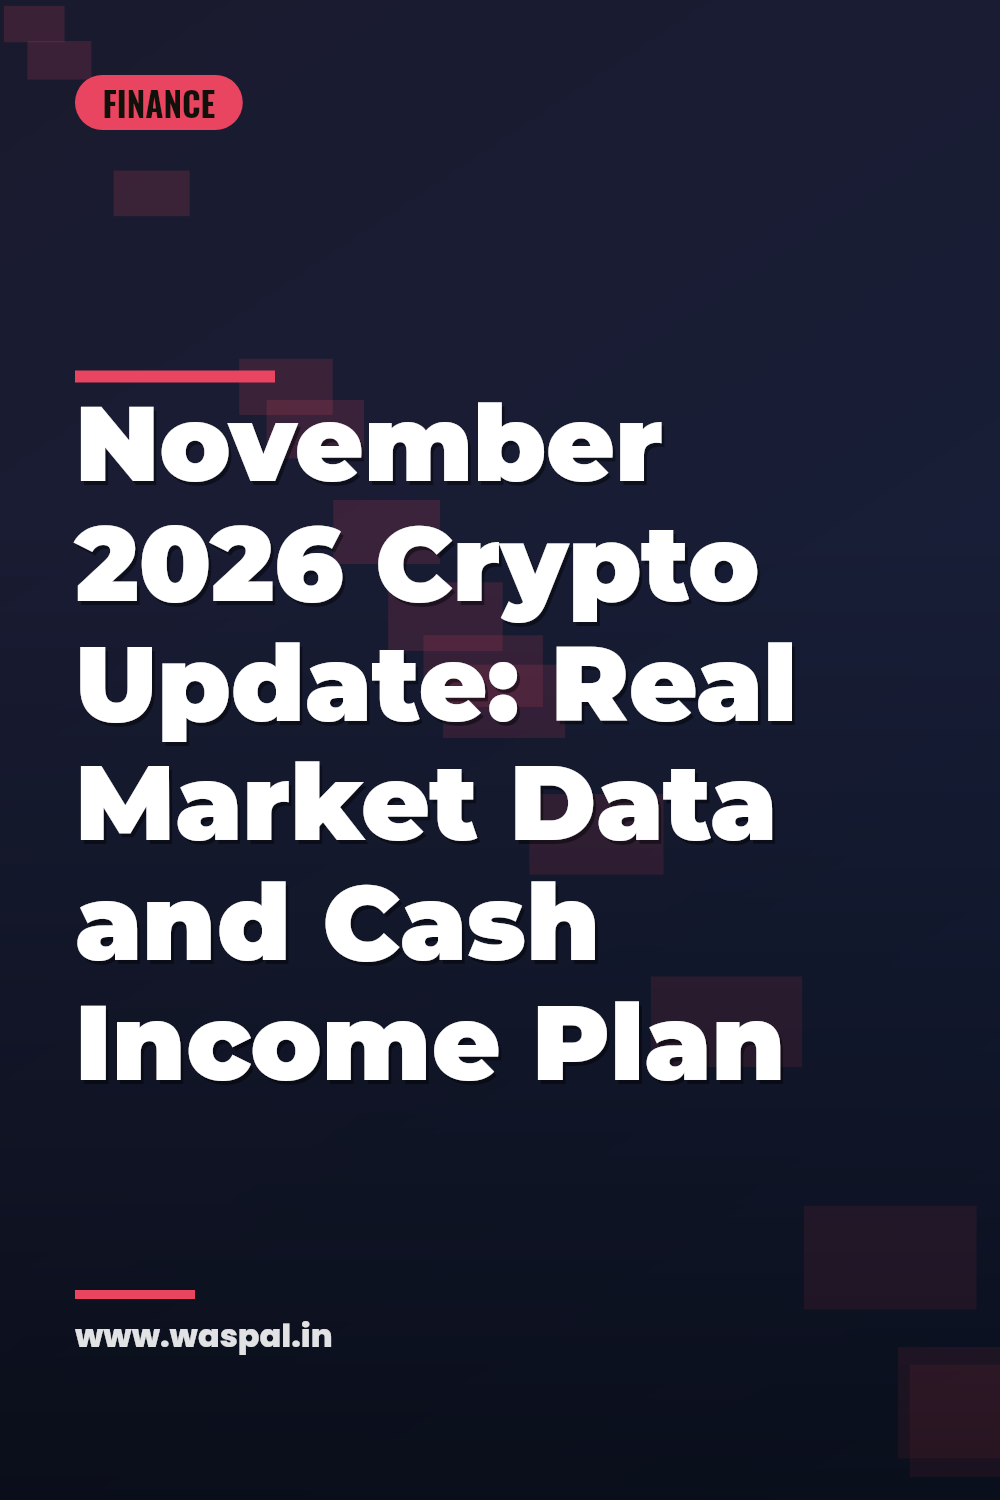 FINANCE
November
2026 Crypto
Update: Real
Market Data
and Cash
Income Plan
www.waspal.in